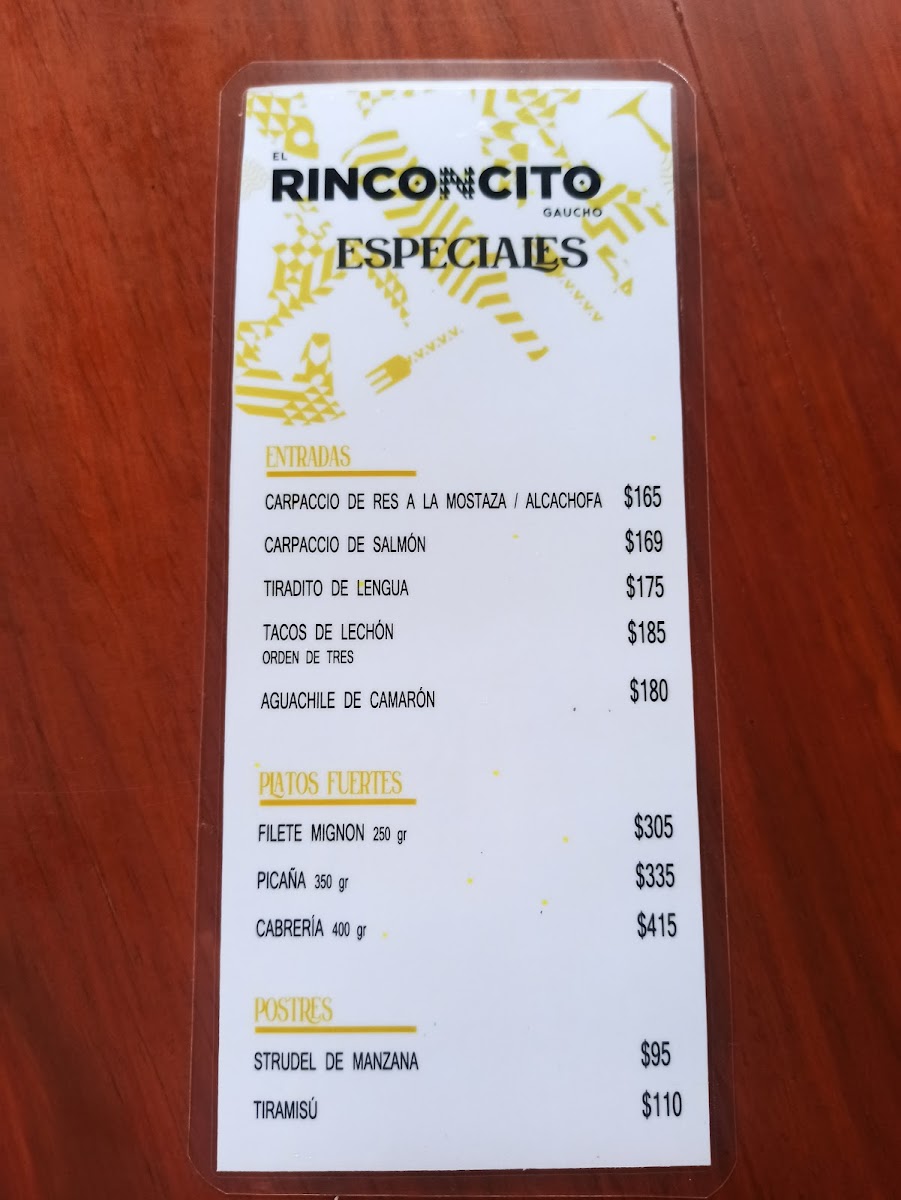 EL
RINCONCITO
GAUCHO
ESPECIALES
ENTRADAS
CARPACCIO DE RES A LA MOSTAZA / ALCACHOFA $165
CARPACCIO DE SALMÓN $169
TIRADITO DE LENGUA $175
TACOS DE LECHÓN $185
ORDEN DE TRES
AGUACHILE DE CAMARÓN $180
PLATOS FUERTES
FILETE MIGNON 250 gr $305
PICAÑA 350 gr $335
CABRERÍA 400 gr $415
POSTRES
STRUDEL DE MANZANA $95
TIRAMISÚ $110